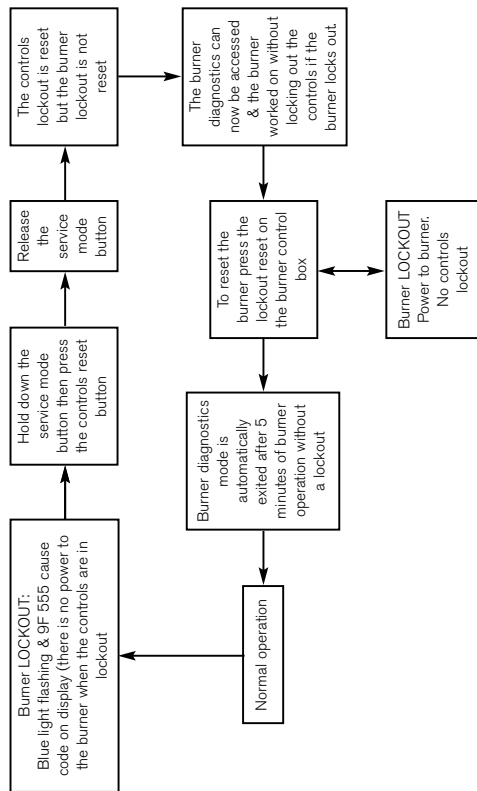 Burner LOCKOUT:
Blue light flashing & 9F 555 cause
code on display (there is no power to
the burner when the controls are in
lockout
Hold down the
service mode
button then press
the controls reset
button
Release
the
service
mode
button
The controls
lockout is reset
but the burner
lockout is not
reset
The burner
diagnostics can
now be accessed
& the burner
worked on without
locking out the
controls if the
burner locks out.
To reset the
burner press the
lockout reset on
the burner control
box
Burner LOCKOUT
Power to burner.
No controls
lockout
Burner diagnostics
mode is
automatically
exited after 5
minutes of burner
operation without
a lockout
Normal operation